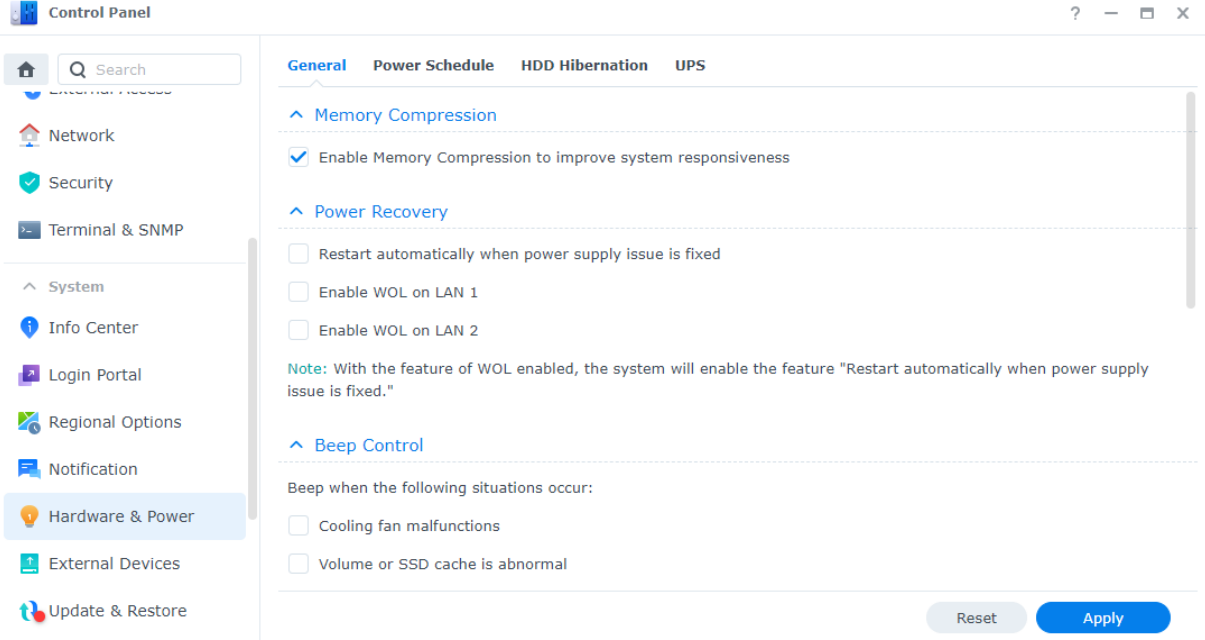 Control Panel
Search
External Access
Network
Security
Terminal & SNMP
System
Info Center
Login Portal
Regional Options
Notification
Hardware & Power
External Devices
Update & Restore
General Power Schedule HDD Hibernation UPS
Memory Compression
Enable Memory Compression to improve system responsiveness
Power Recovery
Restart automatically when power supply issue is fixed
Enable WOL on LAN 1
Enable WOL on LAN 2
Note: With the feature of WOL enabled, the system will enable the feature "Restart automatically when power supply
issue is fixed."
Beep Control
Beep when the following situations occur:
Cooling fan malfunctions
Volume or SSD cache is abnormal
Reset Apply